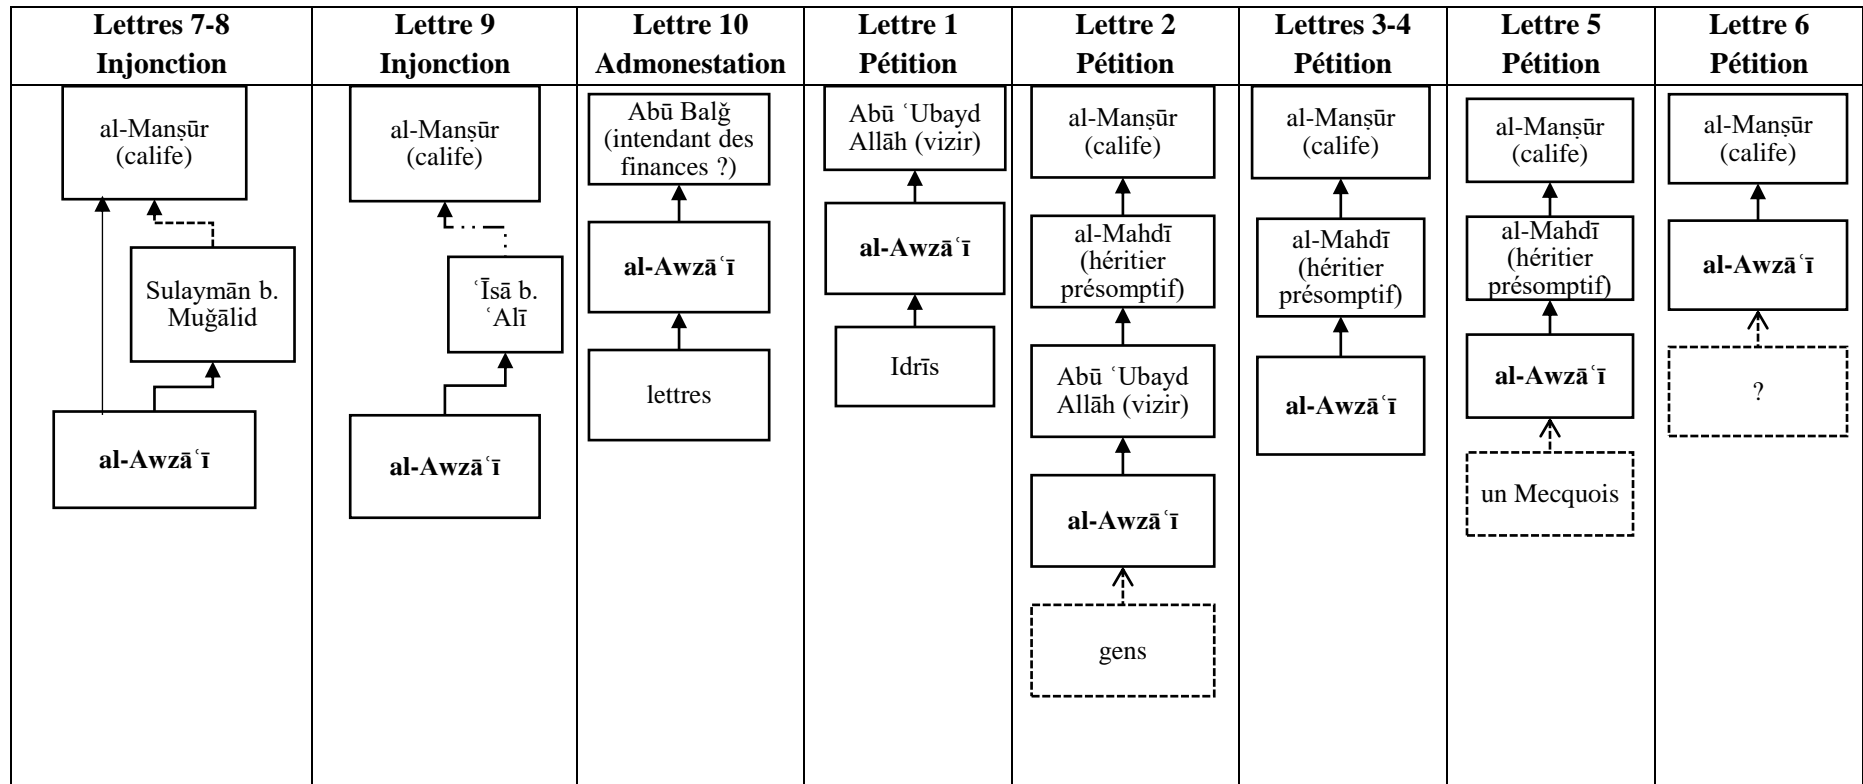 Lettres 7-8
Injonction
Lettre 9
Injonction
Lettre 10
Admonestation
Lettre 1
Pétition
Lettre 2
Pétition
Lettres 3-4
Pétition
Lettre 5
Pétition
Lettre 6
Pétition
al-Manṣūr
(calife)
Sulaymān b.
Muǧālid
al-Awzāʿī
al-Manṣūr
(calife)
ʿĪsā b.
ʿAlī
al-Awzāʿī
Abū Balǧ
(intendant des
finances ?)
al-Awzāʿī
lettres
Abū ʿUbayd
Allāh (vizir)
al-Awzāʿī
Idrīs
al-Manṣūr
(calife)
al-Mahdī
(héritier
présomptif)
Abū ʿUbayd
Allāh (vizir)
al-Awzāʿī
gens
al-Manṣūr
(calife)
al-Mahdī
(héritier
présomptif)
al-Awzāʿī
al-Manṣūr
(calife)
al-Mahdī
(héritier
présomptif)
al-Awzāʿī
un Mecquois
al-Manṣūr
(calife)
al-Awzāʿī
?